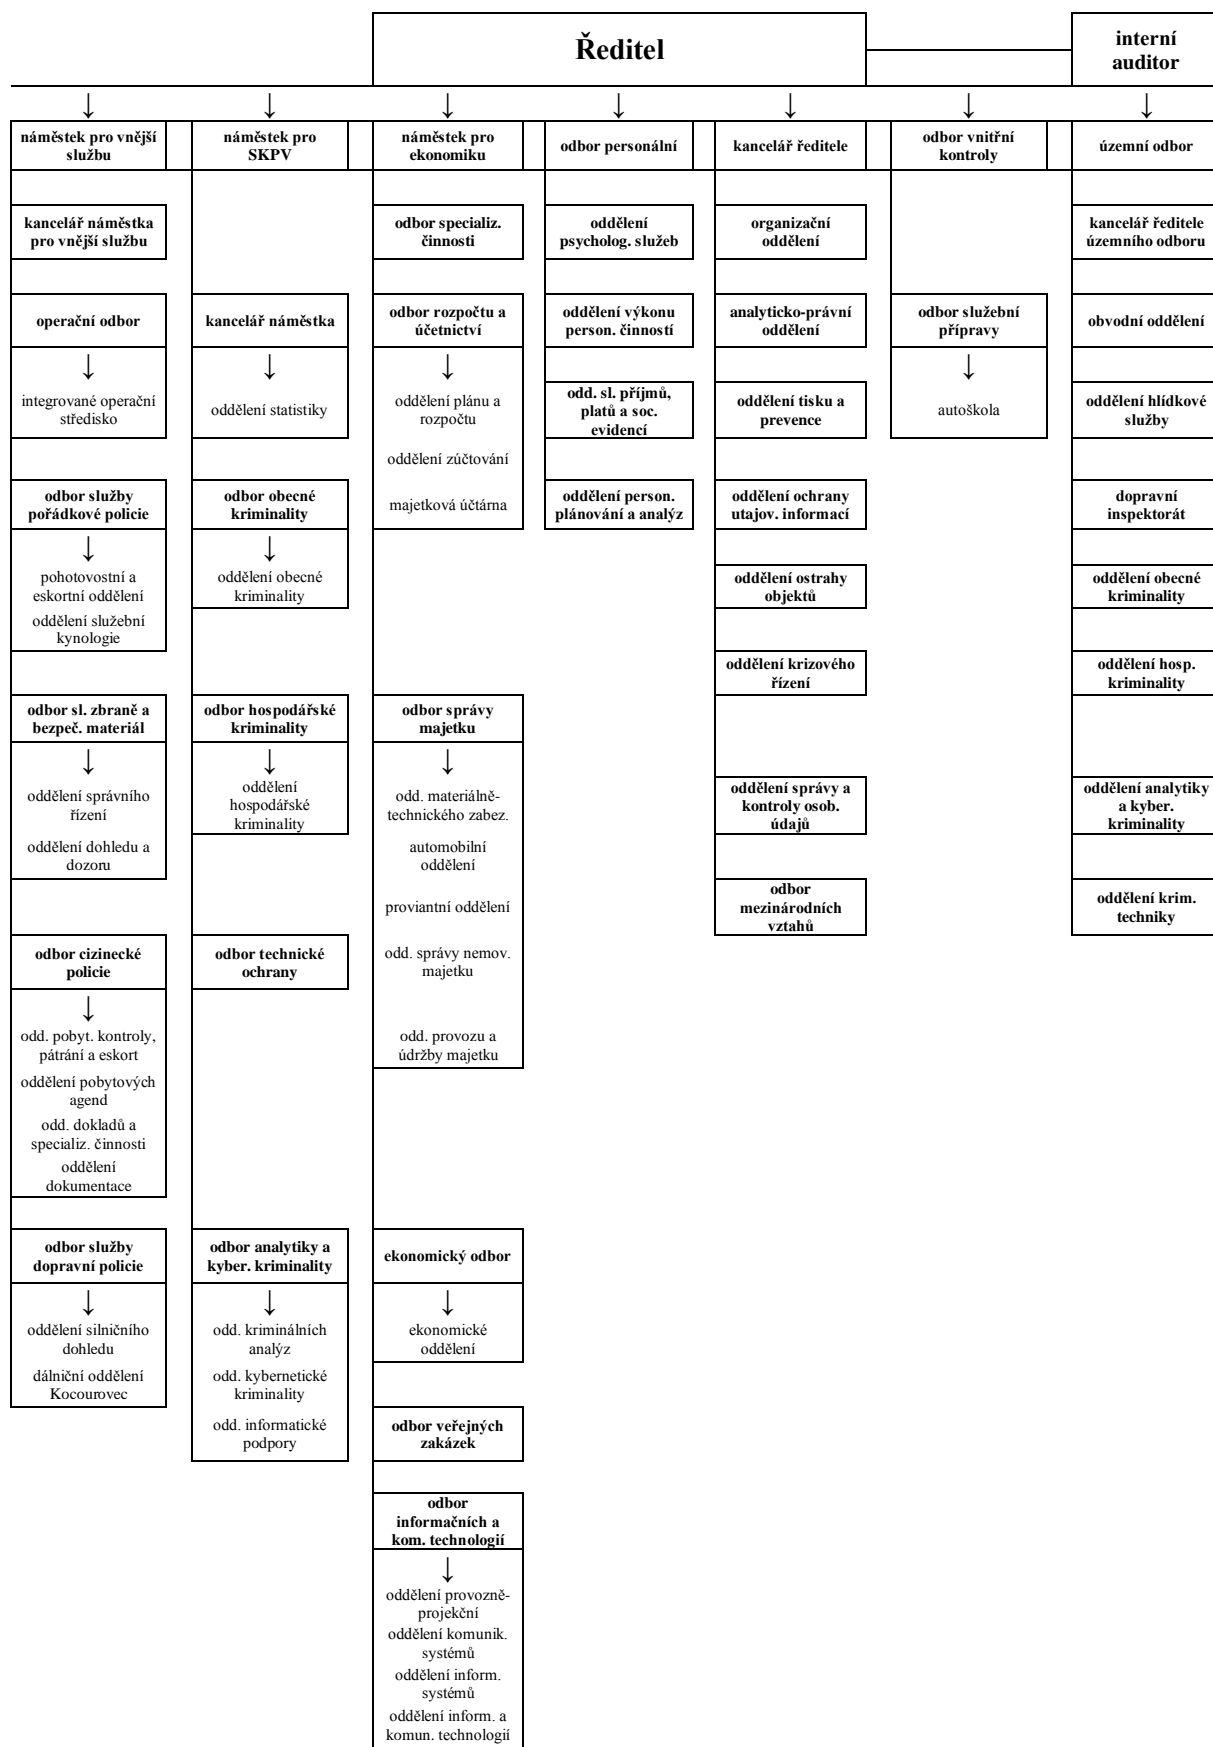 Ředitel
interní
auditor
↓ ↓ ↓ ↓ ↓ ↓ ↓
náměstek pro vnější
službu
náměstek pro
SKPV
náměstek pro
ekonomiku
odbor personální
kancelář ředitele
odbor vnitřní
kontroly
územní odbor
kancelář náměstka
pro vnější službu
odbor specializ.
činnosti
oddělení
psycholog. služeb
organizační
oddělení
kancelář ředitele
územního odboru
operační odbor
kancelář náměstka
odbor rozpočtu a
účetnictví
oddělení výkonu
person. činností
analyticko-právní
oddělení
odbor služební
přípravy
obvodní oddělení
↓
integrované operační
středisko
↓
oddělení statistiky
↓
oddělení plánu a
rozpočtu
oddělení zúčtování
majetková účtárna
odd. sl. příjmů,
platů a soc.
evidencí
oddělení tisku a
prevence
↓
autoškola
oddělení hlídkové
služby
odbor služby
pořádkové policie
odbor obecné
kriminality
oddělení person.
plánování a analýz
oddělení ochrany
utajov. informací
dopravní
inspektorát
↓
pohotovostní a
eskortní oddělení
oddělení služební
kynologie
↓
oddělení obecné
kriminality
oddělení ostrahy
objektů
oddělení obecné
kriminality
oddělení krizového
řízení
oddělení hosp.
kriminality
odbor sl. zbraně a
bezpeč. materiál
odbor hospodářské
kriminality
odbor správy
majetku
↓
oddělení správního
řízení
oddělení dohledu a
dozoru
↓
oddělení
hospodářské
kriminality
↓
odd. materiálně-
technického zabez.
automobilní
oddělení
proviantní oddělení
odd. správy nemov.
majetku
odd. provozu a
údržby majetku
oddělení správy a
kontroly osob.
údajů
oddělení analytiky
a kyber.
kriminality
odbor
mezinárodních
vztahů
oddělení krim.
techniky
odbor cizinecké
policie
odbor technické
ochrany
↓
odd. pobyt. kontroly,
pátrání a eskort
oddělení pobytových
agend
odd. dokladů a
specializ. činnosti
oddělení
dokumentace
odbor služby
dopravní policie
odbor analytiky a
kyber. kriminality
ekonomický odbor
↓
oddělení silničního
dohledu
dálniční oddělení
Kocourovec
↓
odd. kriminálních
analýz
odd. kybernetické
kriminality
odd. informatické
podpory
↓
ekonomické
oddělení
odbor veřejných
zakázek
odbor
informačních a
kom. technologií
↓
oddělení provozně-
projekční
oddělení komunik.
systémů
oddělení inform.
systémů
oddělení inform. a
komun. technologií